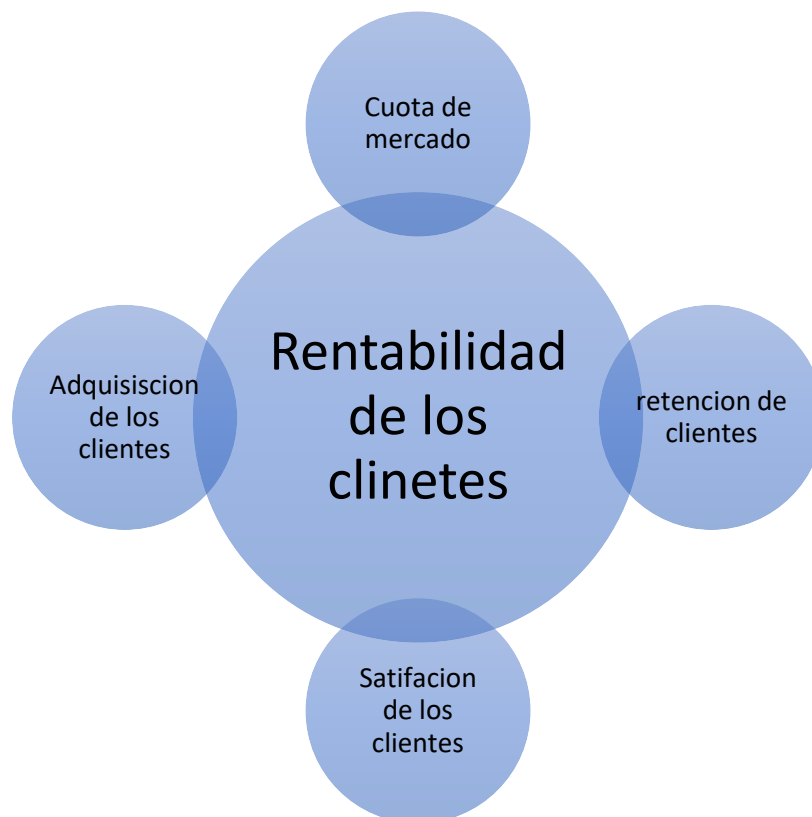 Cuota de
mercado
Rentabilidad
de los
clinetes
Adquisiscion
de los
clientes
retencion de
clientes
Satifacion
de los
clientes